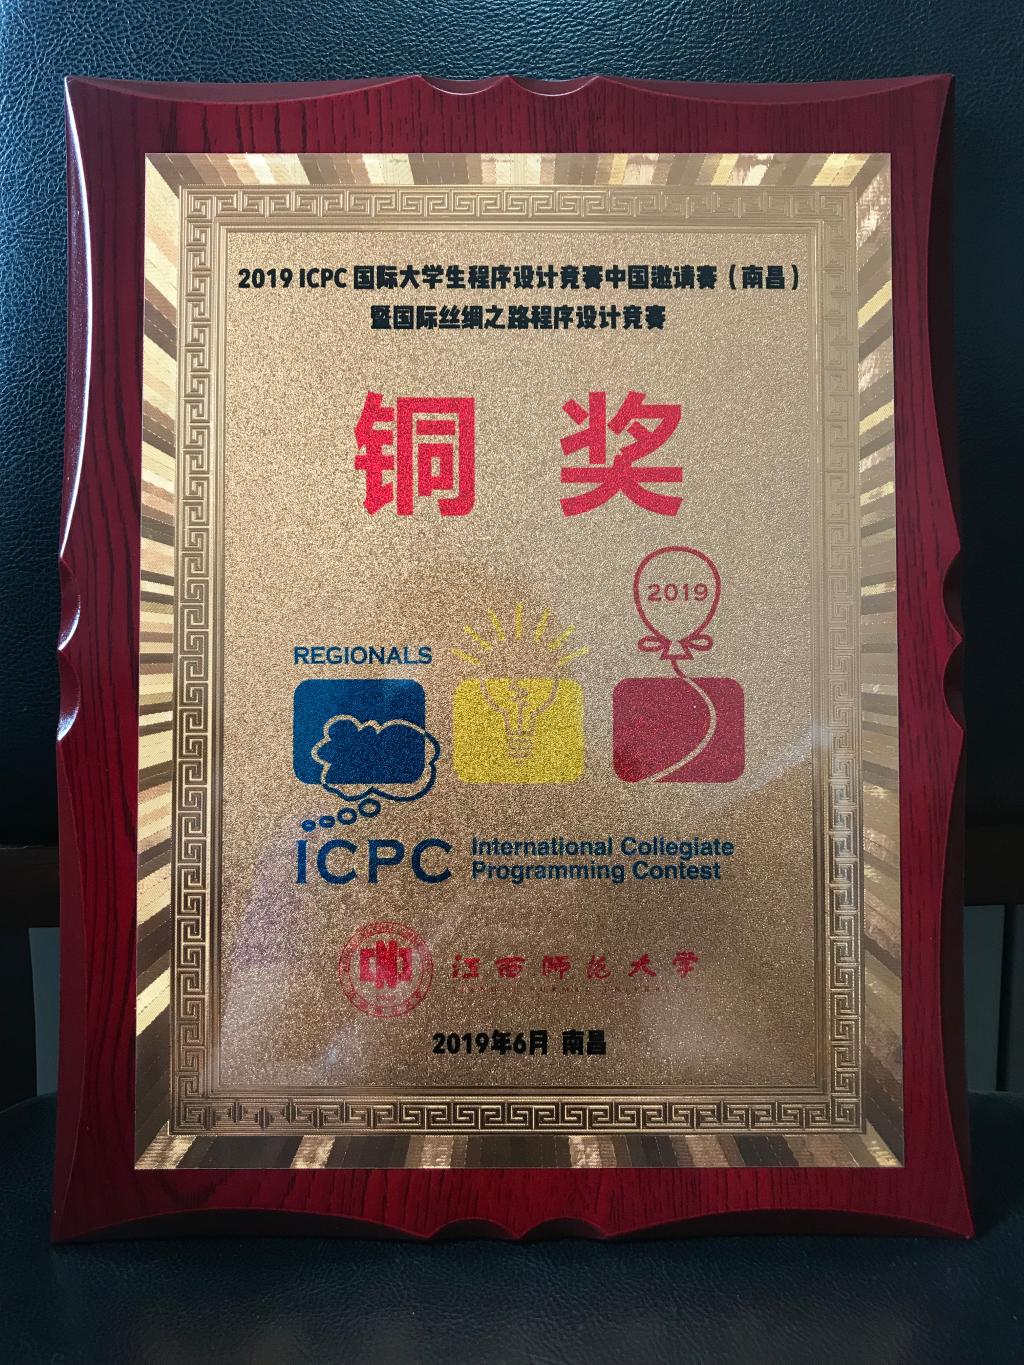 2019 ICPC 国际大学生程序设计竞赛中国邀请赛（南昌）
暨国际丝绸之路程序设计竞赛
铜 奖
2019
REGIONALS
ICPC International Collegiate
Programming Contest
江西师范大学
2019年6月 南昌